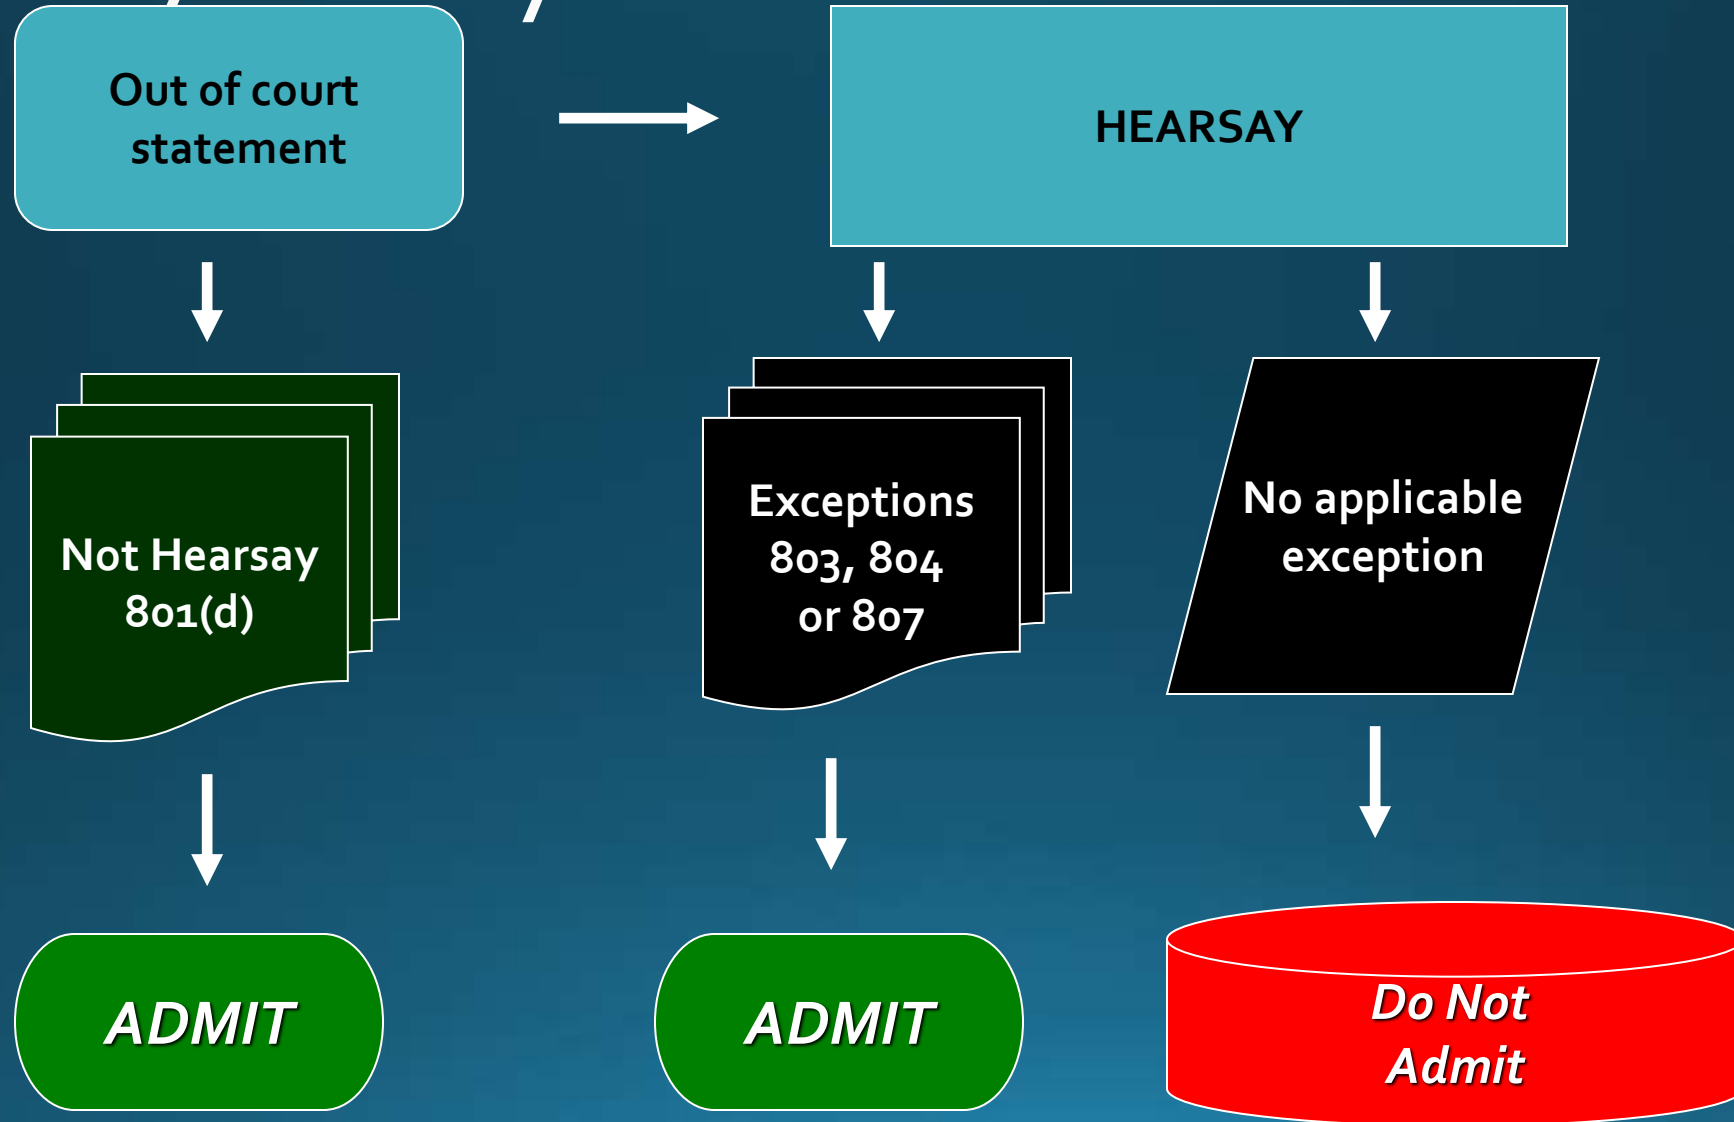 Out of court
statement
HEARSAY
Not Hearsay
801(d)
Exceptions
803, 804
or 807
No applicable
exception
ADMIT
ADMIT
Do Not
Admit